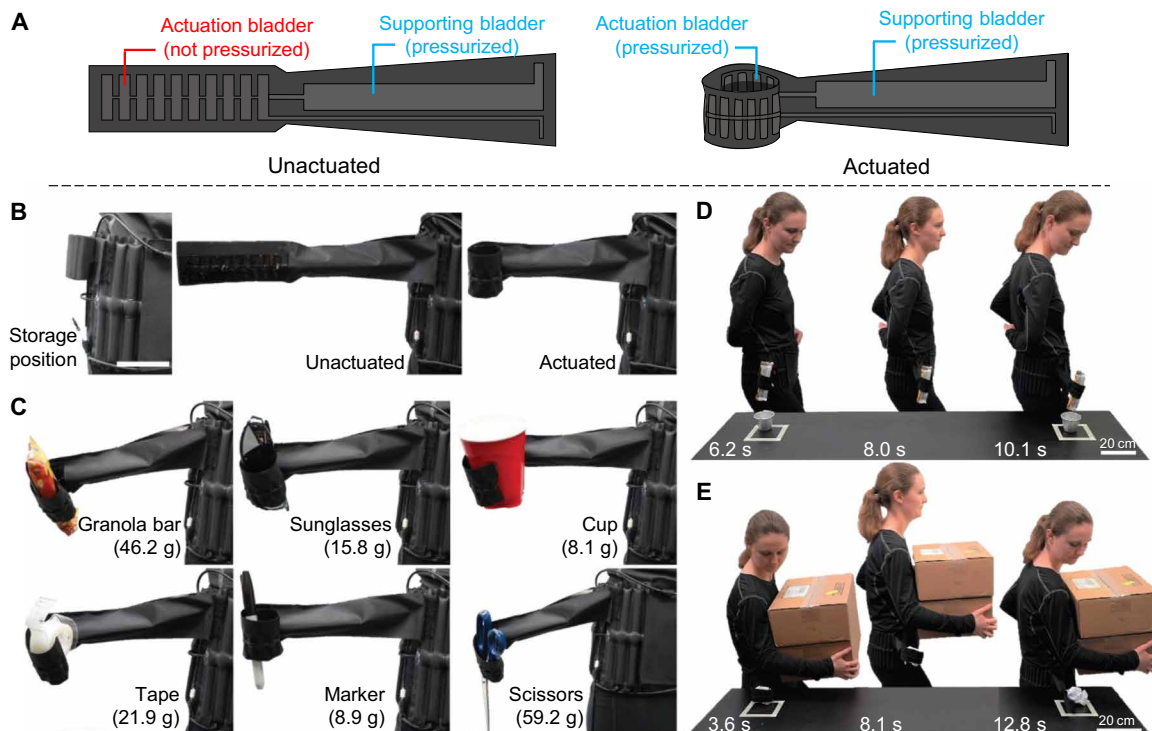 A
Actuation bladder
(not pressurized)
Supporting bladder
(pressurized)
Actuation bladder
(pressurized)
Supporting bladder
(pressurized)
Unactuated
Actuated
B
Storage
position
Unactuated
Actuated
C
Granola bar
(46.2 g)
Sunglasses
(15.8 g)
Cup
(8.1 g)
Tape
(21.9 g)
Marker
(8.9 g)
Scissors
(59.2 g)
D
6.2 s
8.0 s
10.1 s
20 cm
E
3.6 s
8.1 s
12.8 s
20 cm